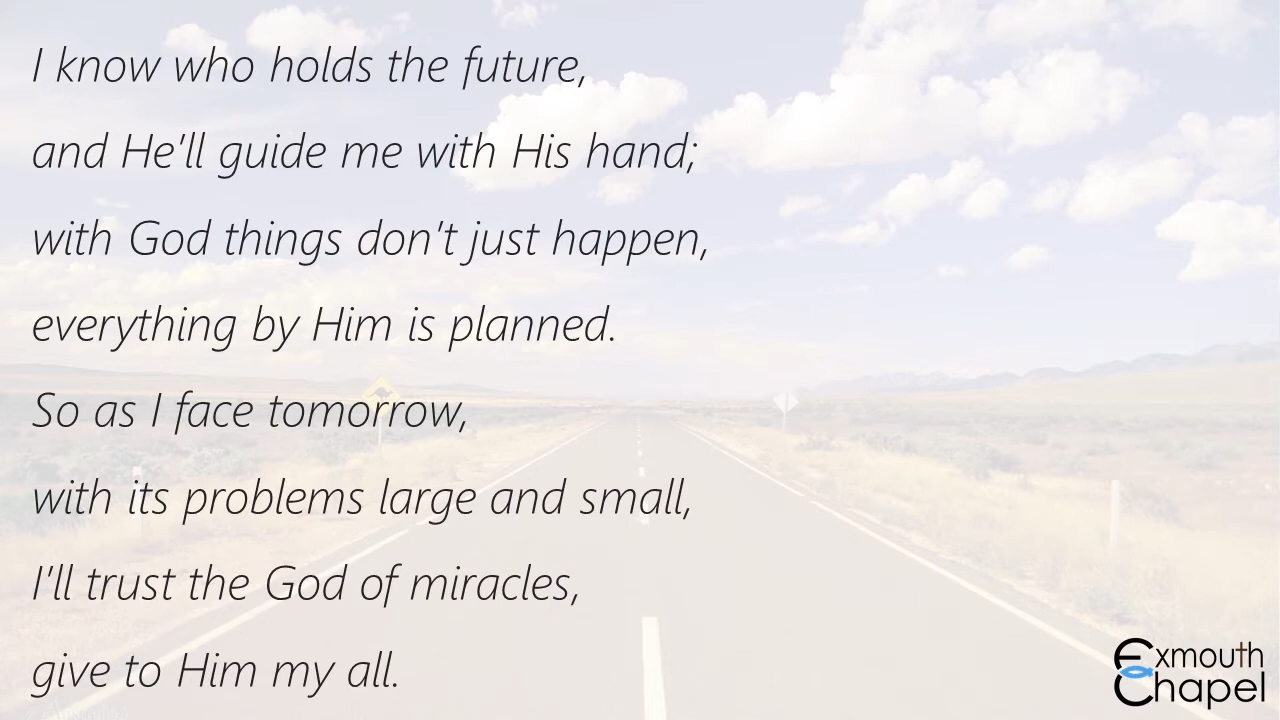 I know who holds the future,
and He'll guide me with His hand;
with God things don't just happen,
everything by Him is planned.
So as I face tomorrow,
with its problems large and small,
I'll trust the God of miracles,
give to Him my all.
Exmouth
Chapel